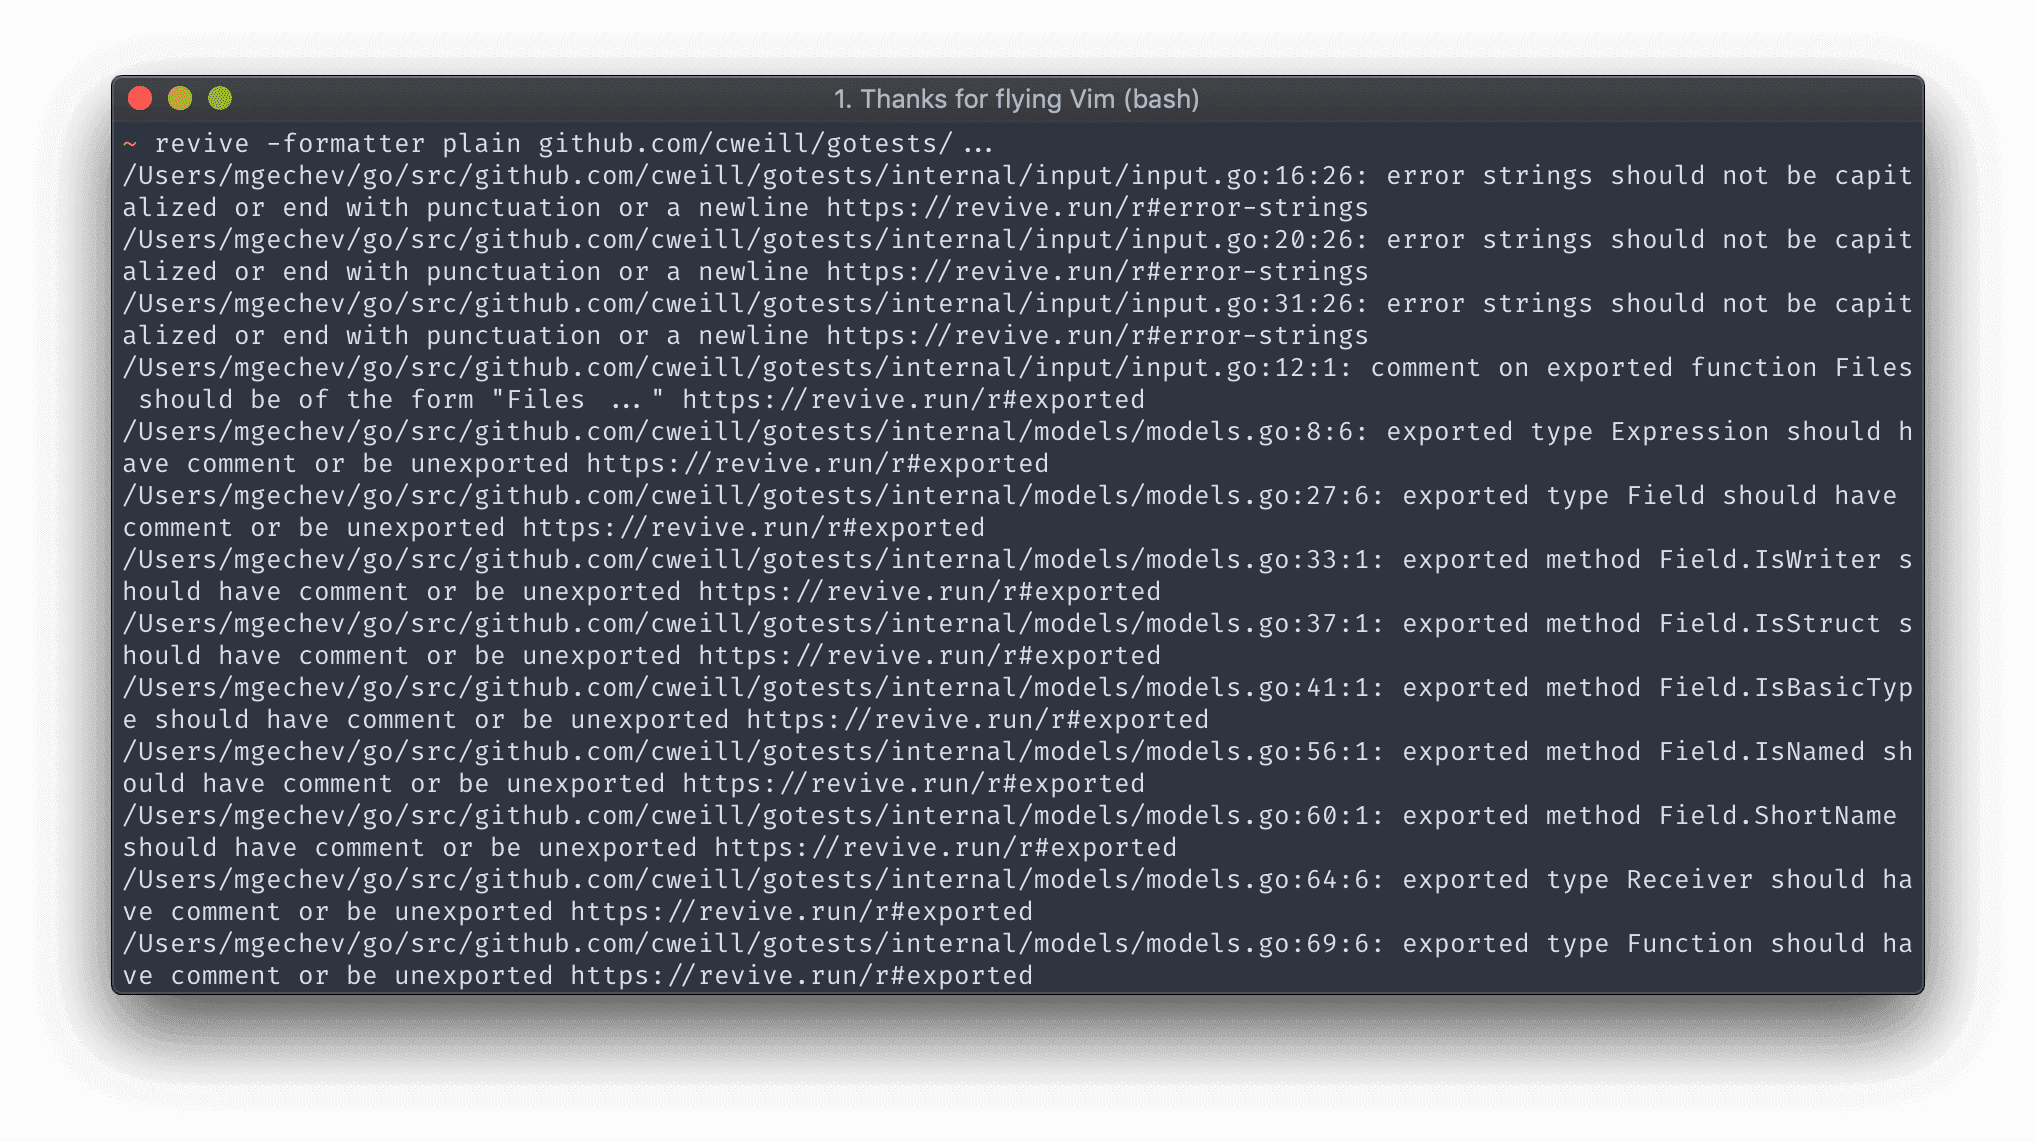 1. Thanks for flying Vim (bash)
~ revive -formatter plain github.com/cweill/gotests/...
/Users/mgechev/go/src/github.com/cweill/gotests/internal/input/input.go:16:26: error strings should not be capit
alized or end with punctuation or a newline https://revive.run/r#error-strings
/Users/mgechev/go/src/github.com/cweill/gotests/internal/input/input.go:20:26: error strings should not be capit
alized or end with punctuation or a newline https://revive.run/r#error-strings
/Users/mgechev/go/src/github.com/cweill/gotests/internal/input/input.go:31:26: error strings should not be capit
alized or end with punctuation or a newline https://revive.run/r#error-strings
/Users/mgechev/go/src/github.com/cweill/gotests/internal/input/input.go:12:1: comment on exported function Files
 should be of the form "Files ..." https://revive.run/r#exported
/Users/mgechev/go/src/github.com/cweill/gotests/internal/models/models.go:8:6: exported type Expression should h
ave comment or be unexported https://revive.run/r#exported
/Users/mgechev/go/src/github.com/cweill/gotests/internal/models/models.go:27:6: exported type Field should have
comment or be unexported https://revive.run/r#exported
/Users/mgechev/go/src/github.com/cweill/gotests/internal/models/models.go:33:1: exported method Field.IsWriter s
hould have comment or be unexported https://revive.run/r#exported
/Users/mgechev/go/src/github.com/cweill/gotests/internal/models/models.go:37:1: exported method Field.IsStruct s
hould have comment or be unexported https://revive.run/r#exported
/Users/mgechev/go/src/github.com/cweill/gotests/internal/models/models.go:41:1: exported method Field.IsBasicTyp
e should have comment or be unexported https://revive.run/r#exported
/Users/mgechev/go/src/github.com/cweill/gotests/internal/models/models.go:56:1: exported method Field.IsNamed sh
ould have comment or be unexported https://revive.run/r#exported
/Users/mgechev/go/src/github.com/cweill/gotests/internal/models/models.go:60:1: exported method Field.ShortName
should have comment or be unexported https://revive.run/r#exported
/Users/mgechev/go/src/github.com/cweill/gotests/internal/models/models.go:64:6: exported type Receiver should ha
ve comment or be unexported https://revive.run/r#exported
/Users/mgechev/go/src/github.com/cweill/gotests/internal/models/models.go:69:6: exported type Function should ha
ve comment or be unexported https://revive.run/r#exported